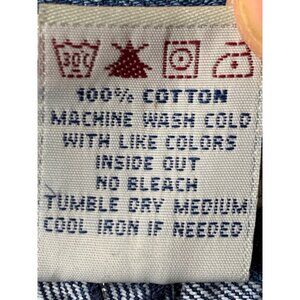 30C
100% COTTON
MACHINE WASH COLD
WITH LIKE COLORS
INSIDE OUT
NO BLEACH
TUMBLE DRY MEDIUM
COOL IRON IF NEEDED